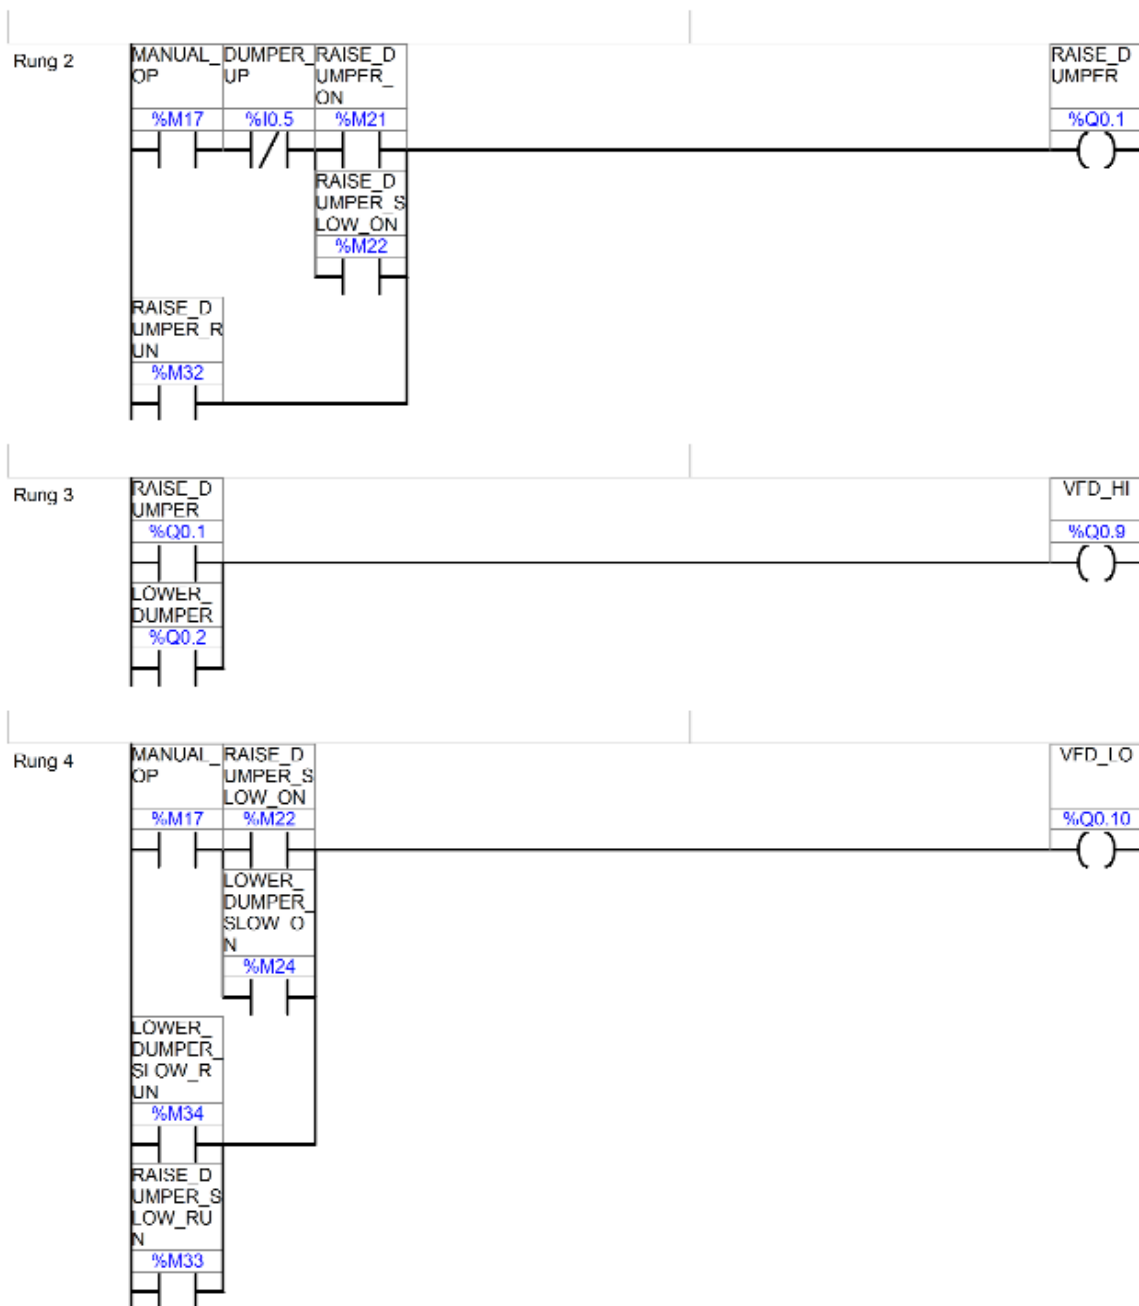 Rung 2
MANUAL_
OP
%M17
DUMPER_
UP
%I0.5
RAISE_D
UMPER_
ON
%M21
RAISE_D
UMPER
%Q0.1
RAISE_D
UMPER_S
LOW_ON
%M22
RAISE_D
UMPER_R
UN
%M32
Rung 3
RAISE_D
UMPER
%Q0.1
VFD_HI
%Q0.9
LOWER_
DUMPER
%Q0.2
Rung 4
MANUAL_
OP
%M17
RAISE_D
UMPER_S
LOW_ON
%M22
VFD_LO
%Q0.10
LOWER_
DUMPER_
SLOW_O
N
%M24
LOWER_
DUMPER_
SLOW_R
UN
%M34
RAISE_D
UMPER_S
LOW_RU
N
%M33